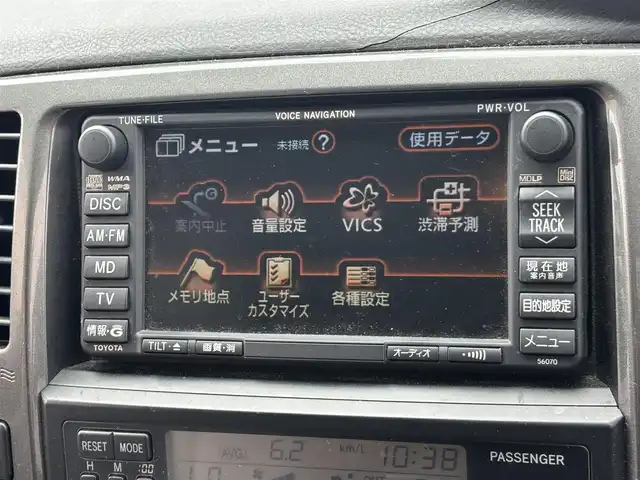 TUNE·FILE
VOICE NAVIGATION
PWR·VOL
メニュー
未接続 ?
使用データ
WMA
MP3
MDLP
Mini Disc
DISC
案内中止
音量設定
VICS
渋滞予測
SEEK
TRACK
AM·FM
MD
現在地
案内音声
メモリ地点
ユーザー
カスタマイズ
各種設定
TV
目的地設定
情報·G
メニュー
TOYOTA
TILT·
画質·消
オーディオ
56070
RESET
MODE
H
M
:00
AVG.
6.2
km/L
10:38
PASSENGER